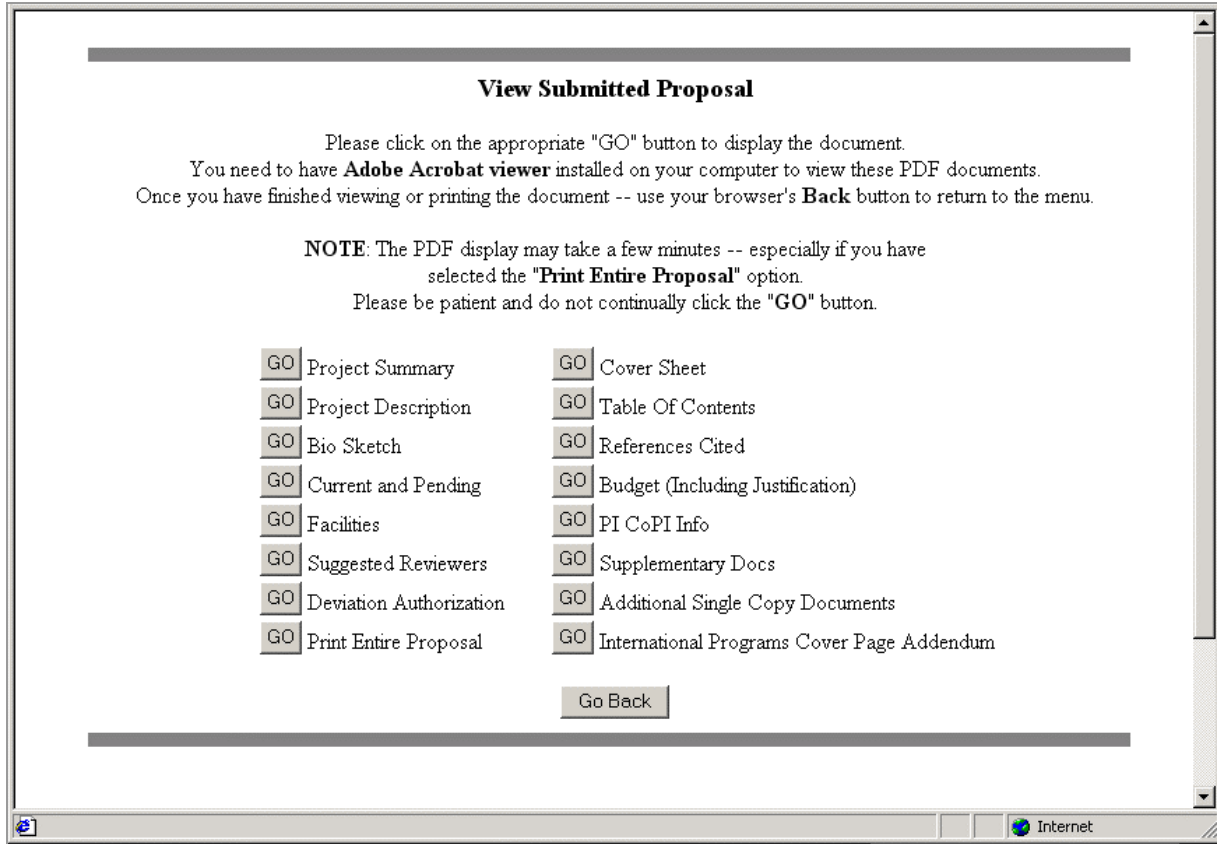 View Submitted Proposal
Please click on the appropriate "GO" button to display the document.
You need to have Adobe Acrobat viewer installed on your computer to view these PDF documents.
Once you have finished viewing or printing the document -- use your browser's Back button to return to the menu.
NOTE: The PDF display may take a few minutes -- especially if you have
selected the "Print Entire Proposal" option.
Please be patient and do not continually click the "GO" button.
GO Project Summary GO Cover Sheet
GO Project Description GO Table Of Contents
GO Bio Sketch GO References Cited
GO Current and Pending GO Budget (Including Justification)
GO Facilities GO PI CoPI Info
GO Suggested Reviewers GO Supplementary Docs
GO Deviation Authorization GO Additional Single Copy Documents
GO Print Entire Proposal GO International Programs Cover Page Addendum
Go Back
Internet